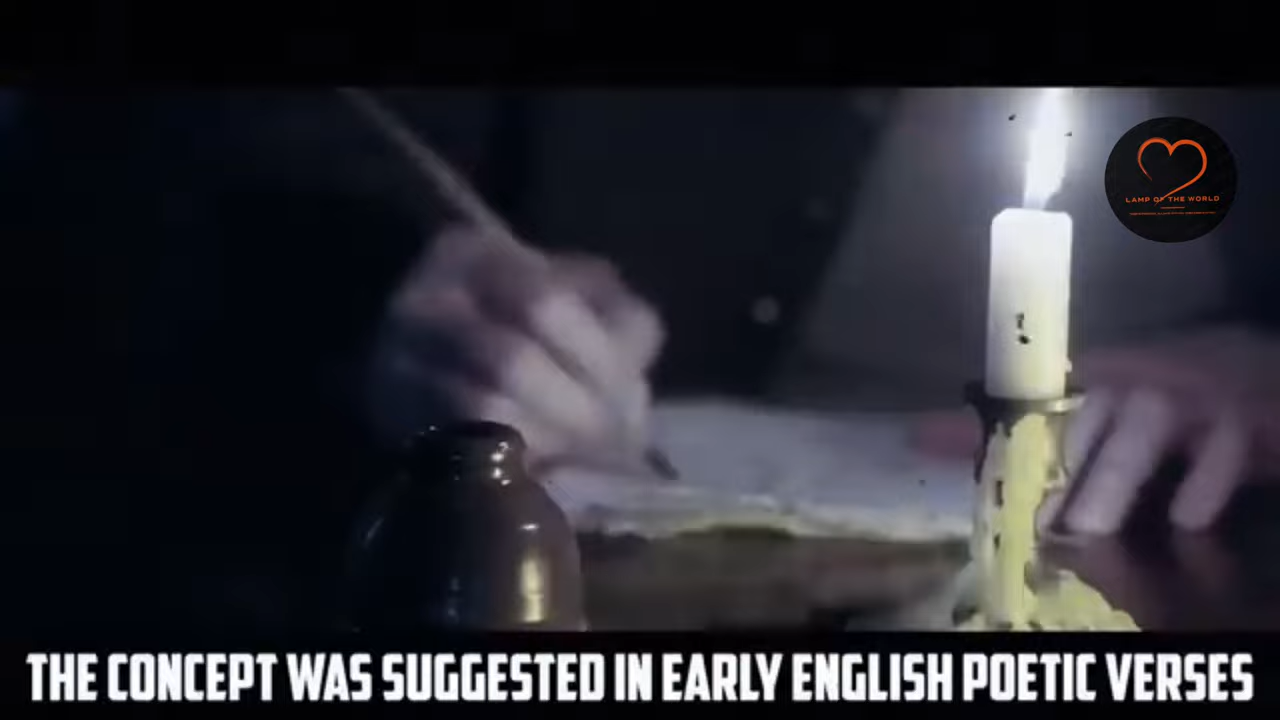 LAMP OF THE WORLD
THE CONCEPT WAS SUGGESTED IN EARLY ENGLISH POETIC VERSES